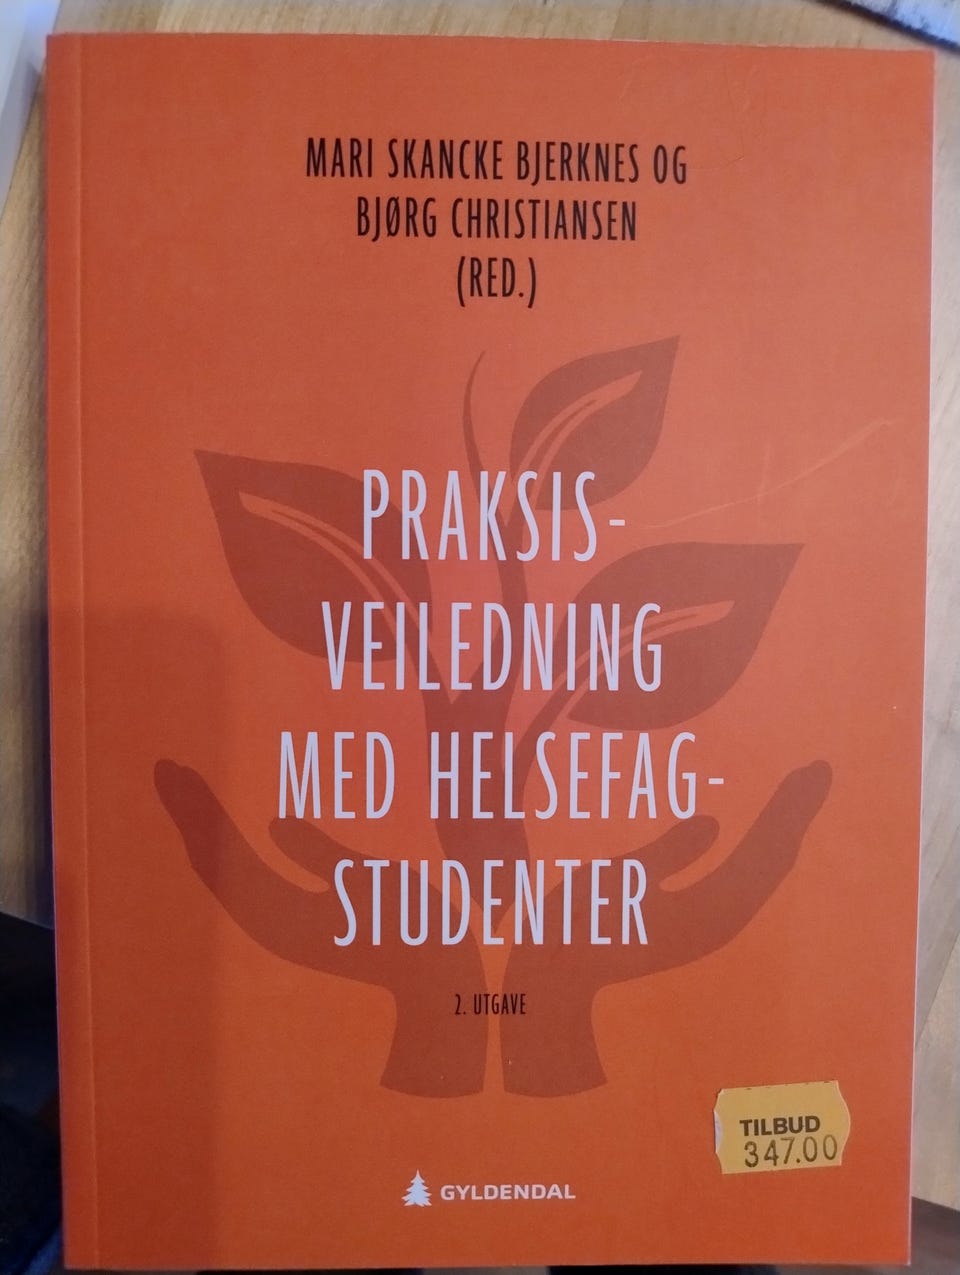 MARI SKANCKE BJERKNES OG
BJØRG CHRISTIANSEN
(RED.)
PRAKSIS-
VEILEDNING
MED HELSEFAG-
STUDENTER
2. UTGAVE
TILBUD
347.00
GYLDENDAL